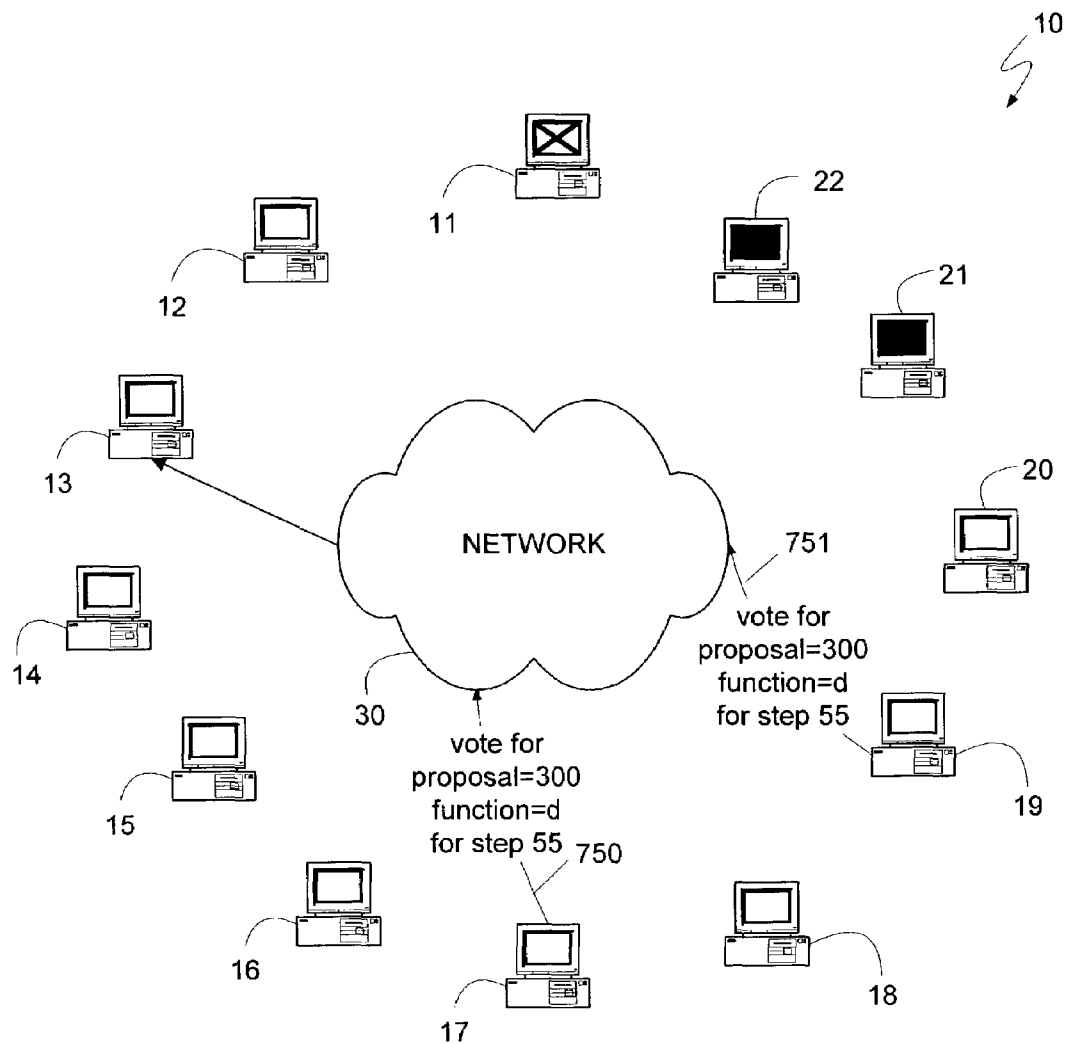 10
11
22
12
21
13
20
NETWORK
751
vote for
proposal=300
function=d
for step 55
14
30
vote for
proposal=300
function=d
for step 55
750
19
15
16
18
17